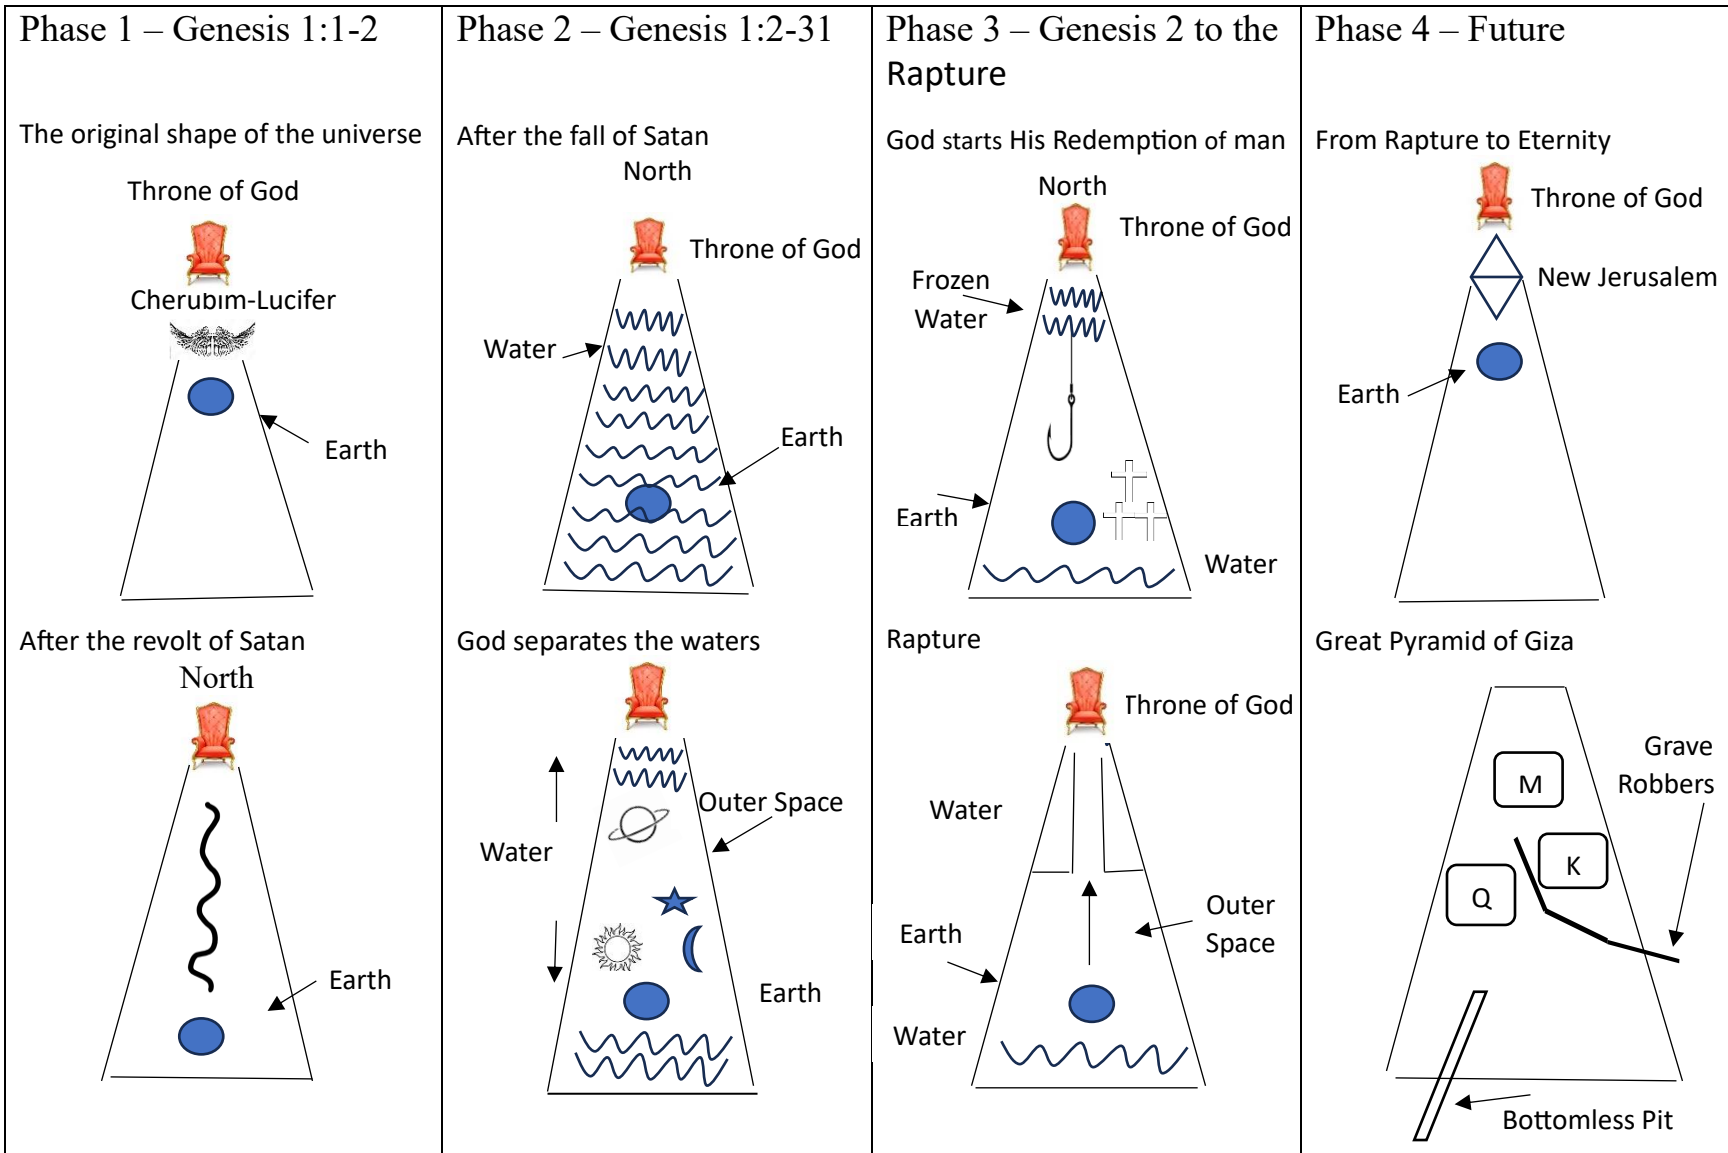 Phase 1 – Genesis 1:1-2
The original shape of the universe
Throne of God
Cherubim-Lucifer
Earth
After the revolt of Satan
North
Earth
Phase 2 – Genesis 1:2-31
After the fall of Satan
North
Throne of God
Water
Earth
God separates the waters
Outer Space
Water
Earth
Phase 3 – Genesis 2 to the
Rapture
God starts His Redemption of man
North
Throne of God
Frozen
Water
Earth
Water
Rapture
Throne of God
Water
Outer
Space
Earth
Water
Phase 4 – Future
From Rapture to Eternity
Throne of God
New Jerusalem
Earth
Great Pyramid of Giza
Grave
Robbers
M
K
Q
Bottomless Pit